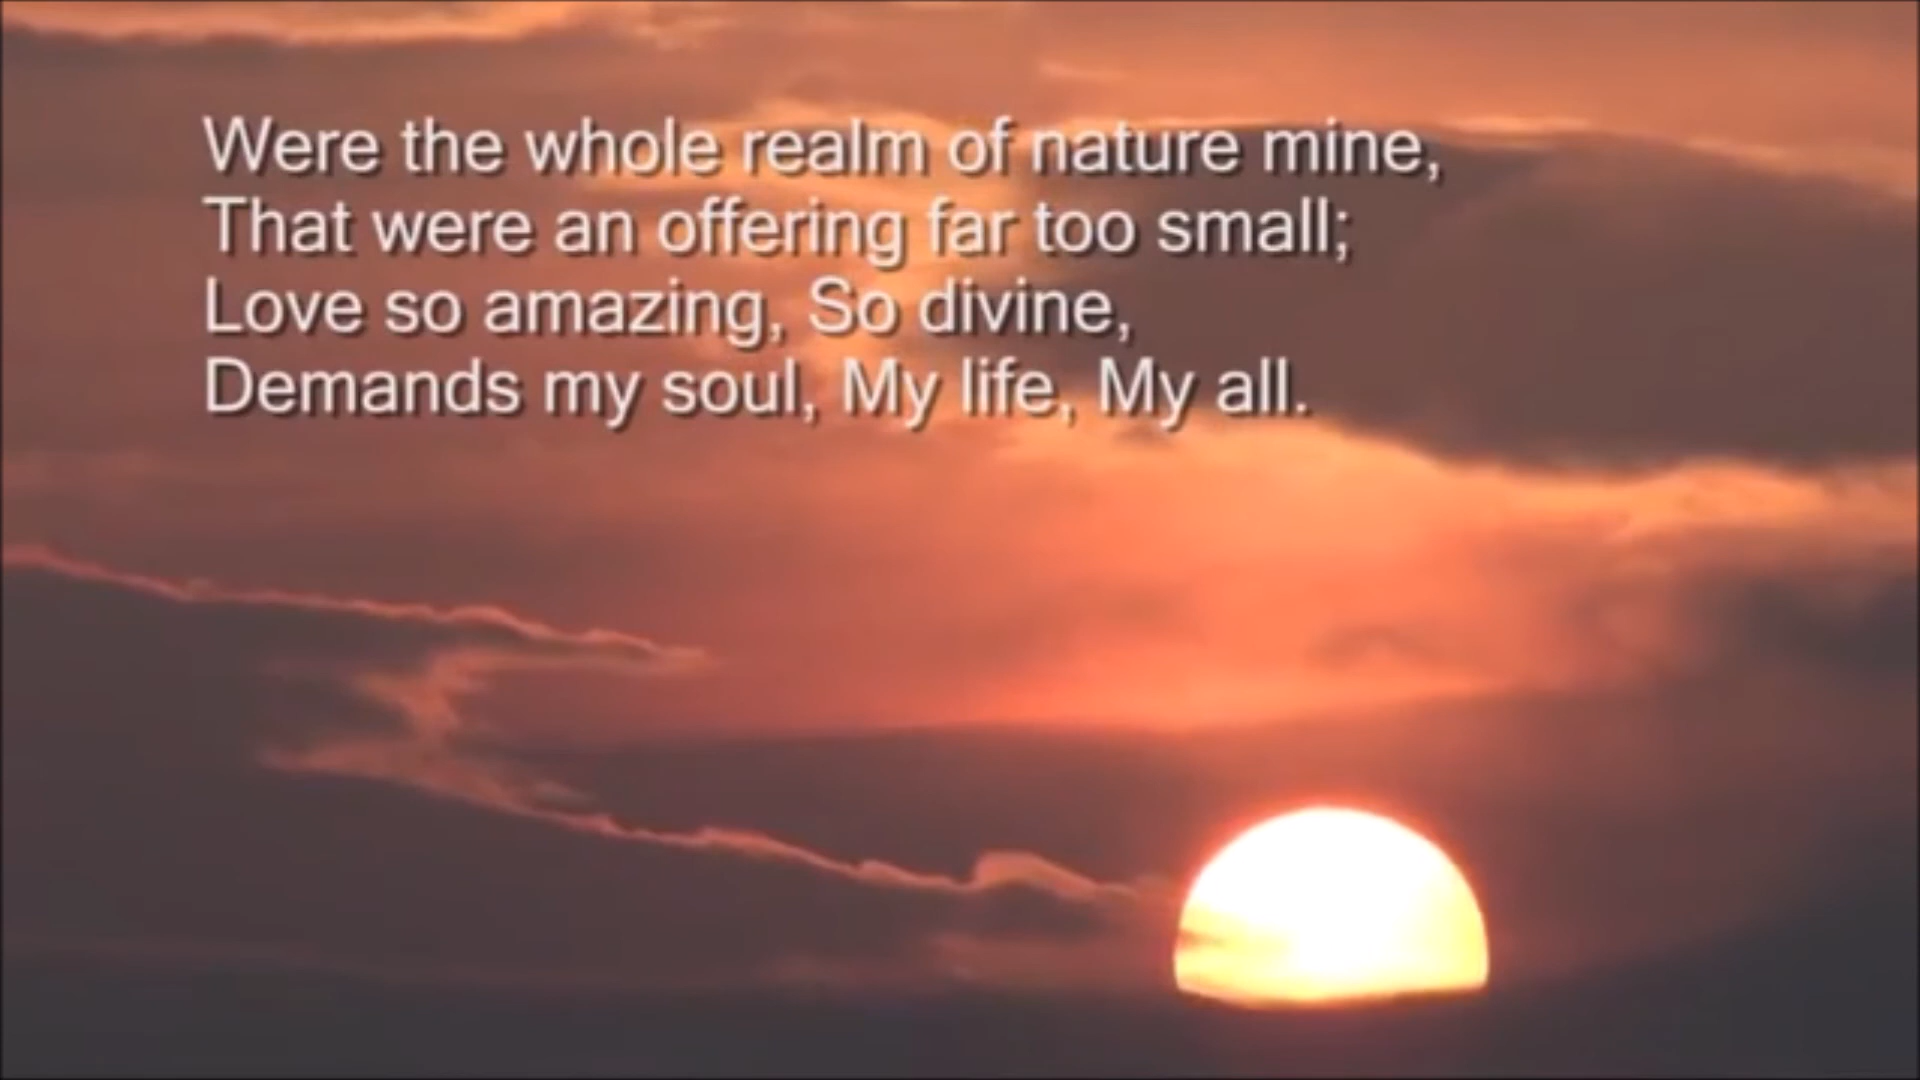 Were the whole realm of nature mine,
That were an offering far too small;
Love so amazing, So divine,
Demands my soul, My life, My all.